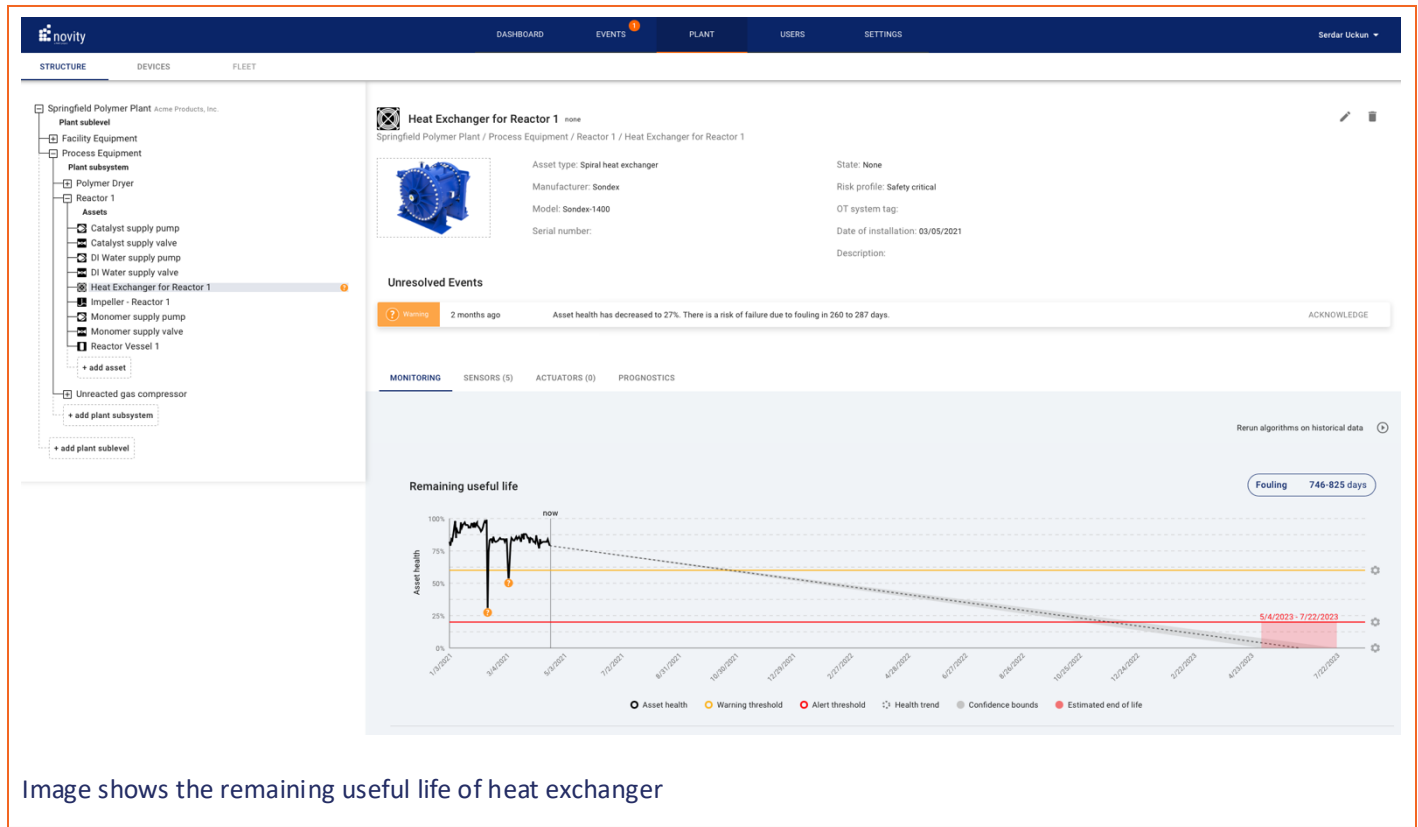 novity
DASHBOARD EVENTS 1 PLANT USERS SETTINGS Serdar Uckun
STRUCTURE DEVICES FLEET
Springfield Polymer Plant Acme Products, Inc.
Plant sublevel
Facility Equipment
Process Equipment
Plant subsystem
Polymer Dryer
Reactor 1
Assets
Catalyst supply pump
Catalyst supply valve
DI Water supply pump
DI Water supply valve
Heat Exchanger for Reactor 1 ?
Impeller - Reactor 1
Monomer supply pump
Monomer supply valve
Reactor Vessel 1
+ add asset
Unreacted gas compressor
+ add plant subsystem
+ add plant sublevel
Heat Exchanger for Reactor 1 none
Springfield Polymer Plant / Process Equipment / Reactor 1 / Heat Exchanger for Reactor 1
Asset type: Spiral heat exchanger
Manufacturer: Sondex
Model: Sondex-1400
Serial number:
State: None
Risk profile: Safety critical
OT system tag:
Date of installation: 03/05/2021
Description:
Unresolved Events
? Warning 2 months ago Asset health has decreased to 27%. There is a risk of failure due to fouling in 260 to 287 days. ACKNOWLEDGE
MONITORING SENSORS (5) ACTUATORS (0) PROGNOSTICS
Rerun algorithms on historical data
Remaining useful life
Fouling 746-825 days
now
Asset health
100%
75%
50%
25%
0%
? ?
5/4/2023 - 7/22/2023
1/3/2021 3/4/2021 5/3/2021 7/2/2021 8/31/2021 10/30/2021 12/29/2021 2/27/2022 4/28/2022 6/27/2022 8/26/2022 10/25/2022 12/24/2022 2/22/2023 4/23/2023 7/22/2023
Asset health Warning threshold Alert threshold Health trend Confidence bounds Estimated end of life
Image shows the remaining useful life of heat exchanger